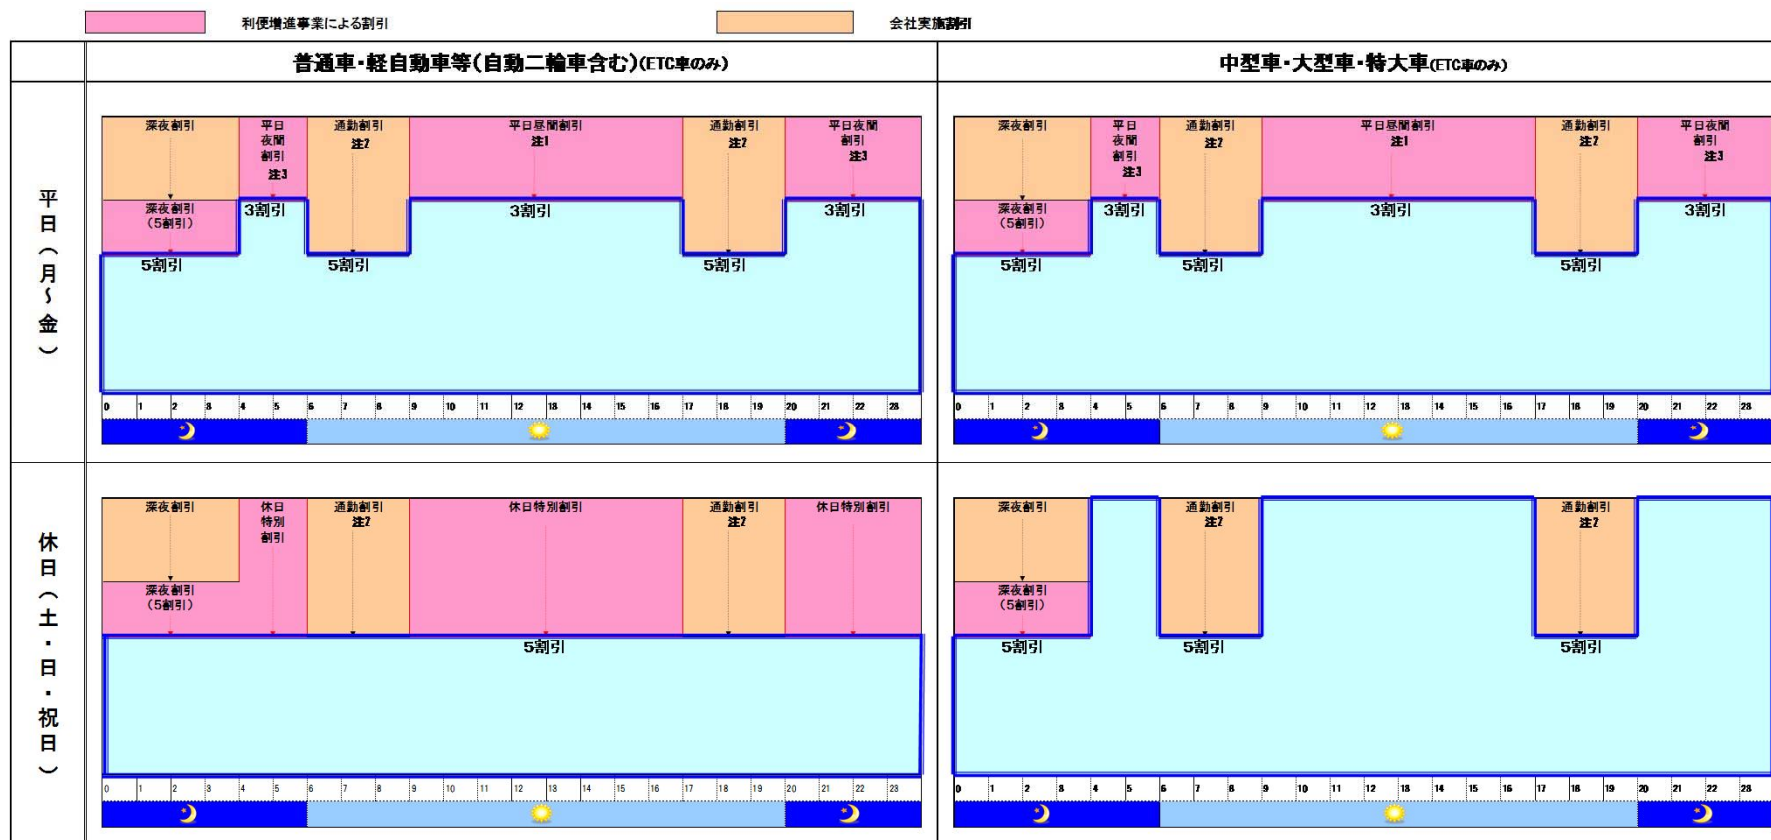 利便増進事業による割引
会社実施割引
普通車・軽自動車等(自動二輪車含む)(ETC車のみ)
中型車・大型車・特大車(ETC車のみ)
平日(月~金)
深夜割引
平日
夜間
割引
注3
通勤割引
注2
平日昼間割引
注1
通勤割引
注2
平日夜間
割引
注3
深夜割引
(5割引)
5割引
3割引
5割引
3割引
5割引
3割引
0 1 2 3 4 5 6 7 8 9 10 11 12 13 14 15 16 17 18 19 20 21 22 23
深夜割引
平日
夜間
割引
注3
通勤割引
注2
平日昼間割引
注1
通勤割引
注2
平日夜間
割引
注3
深夜割引
(5割引)
5割引
3割引
5割引
3割引
5割引
3割引
0 1 2 3 4 5 6 7 8 9 10 11 12 13 14 15 16 17 18 19 20 21 22 23
休日(土・日・祝日)
深夜割引
休日
特別
割引
通勤割引
注2
休日特別割引
通勤割引
注2
休日特別割引
深夜割引
(5割引)
5割引
0 1 2 3 4 5 6 7 8 9 10 11 12 13 14 15 16 17 18 19 20 21 22 23
深夜割引
通勤割引
注2
通勤割引
注2
深夜割引
(5割引)
5割引
5割引
5割引
0 1 2 3 4 5 6 7 8 9 10 11 12 13 14 15 16 17 18 19 20 21 22 23